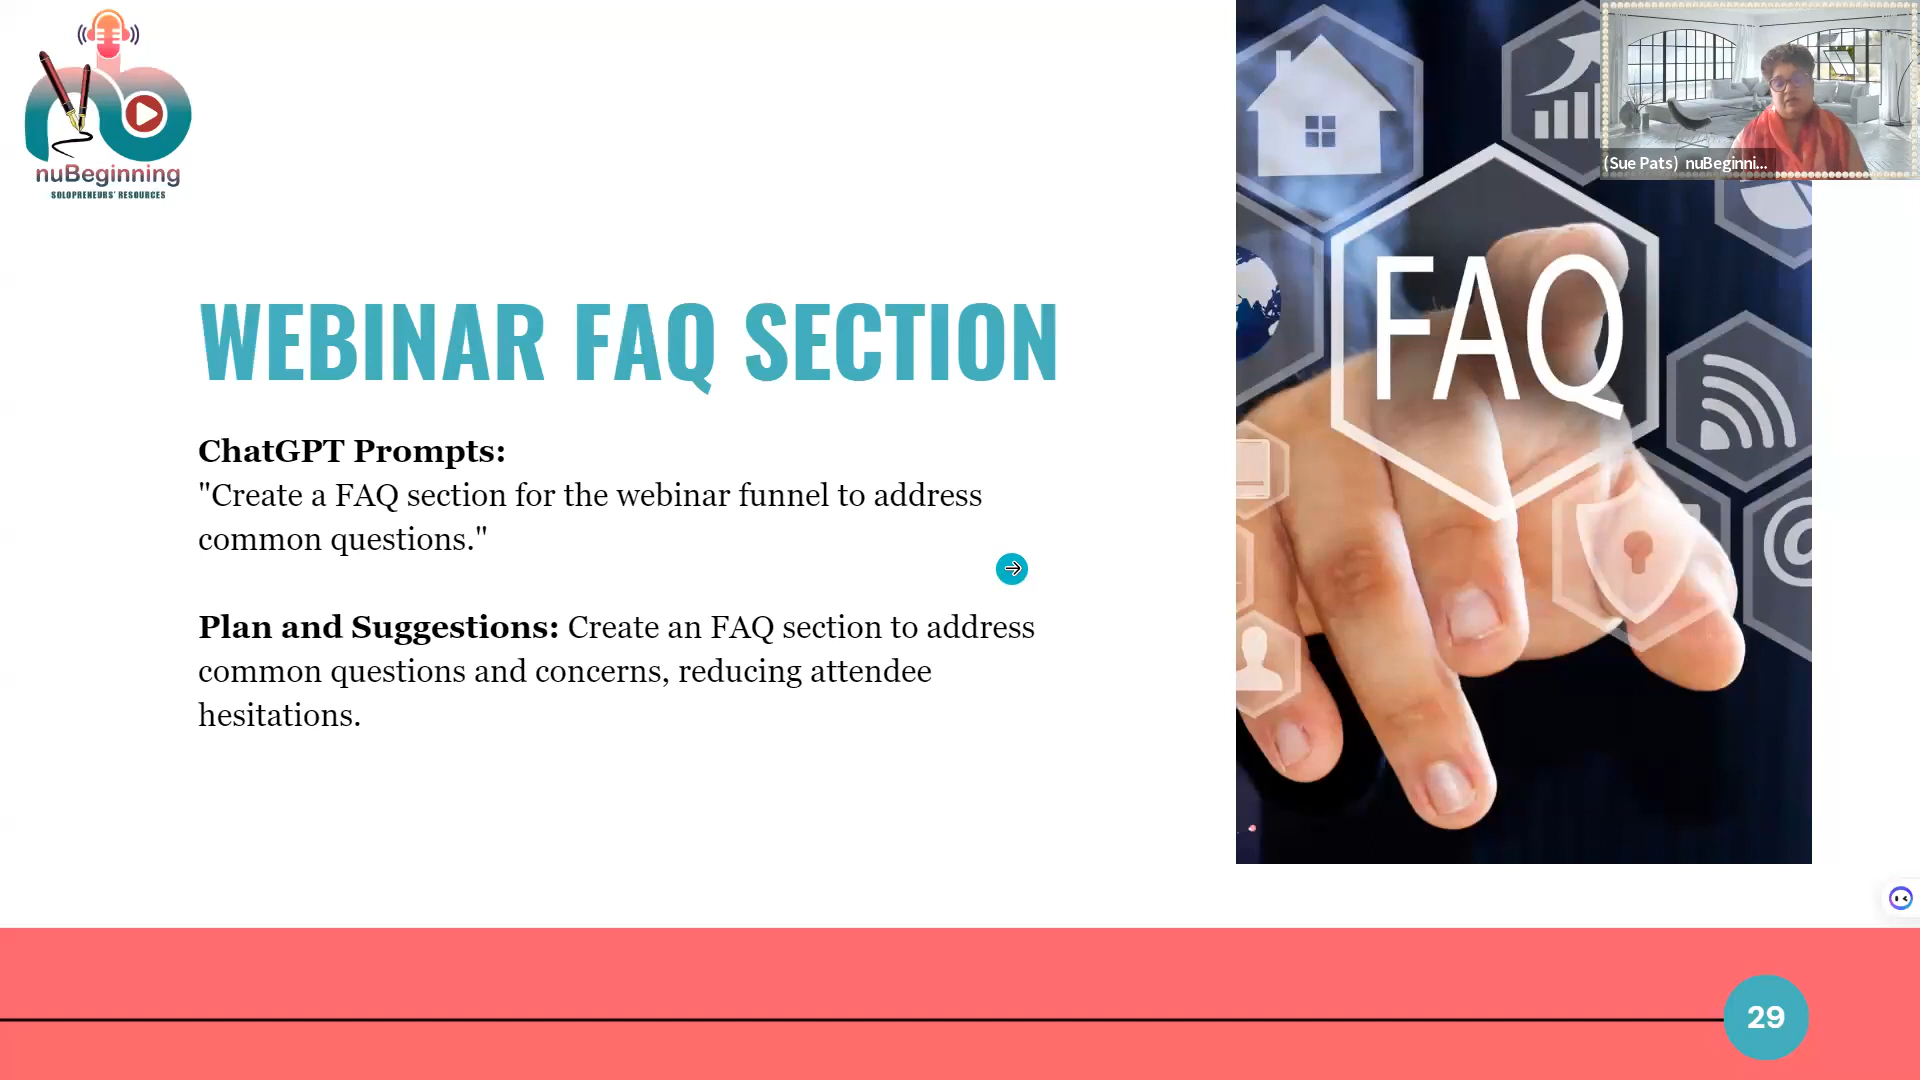 nuBeginning
SOLOPRENEURS' RESOURCES
(Sue Pats) nuBeginni...
FAQ
WEBINAR FAQ SECTION
ChatGPT Prompts:
"Create a FAQ section for the webinar funnel to address
common questions."
Plan and Suggestions: Create an FAQ section to address
common questions and concerns, reducing attendee
hesitations.
29